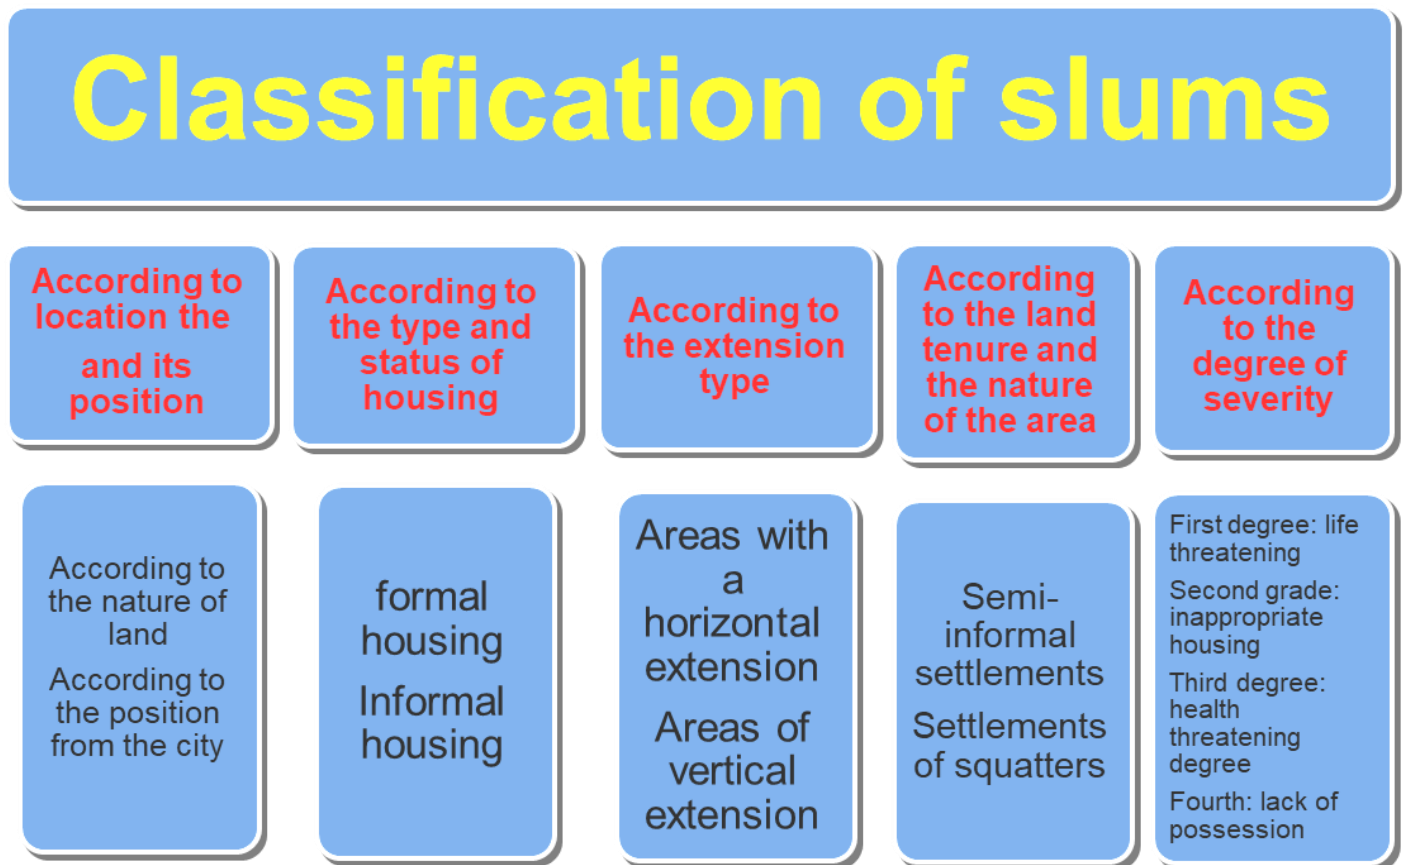 Classification of slums
According to
location the
and its
position
According to
the type and
status of
housing
According to
the extension
type
According
to the land
tenure and
the nature
of the area
According
to the
degree of
severity
According to
the nature of
land
According to
the position
from the city
formal
housing
Informal
housing
Areas with
a
horizontal
extension
Areas of
vertical
extension
Semi-
informal
settlements
Settlements
of squatters
First degree: life
threatening
Second grade:
inappropriate
housing
Third degree:
health
threatening
degree
Fourth: lack of
possession